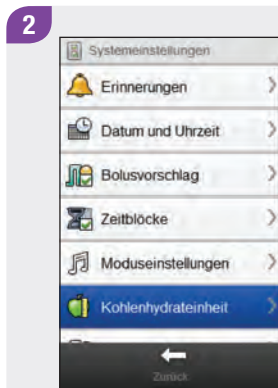 2
Systemeinstellungen
Erinnerungen
Datum und Uhrzeit
Bolusvorschlag
Zeitblöcke
Moduseinstellungen
Kohlenhydrateinheit
Zurück